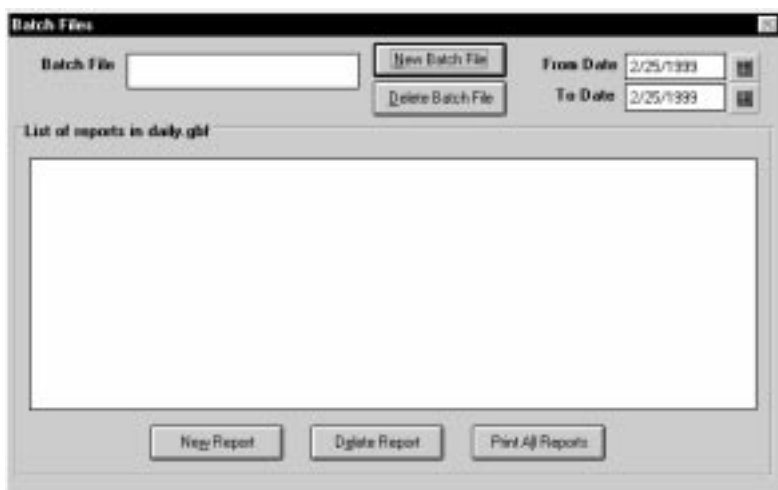 Batch Files
Batch File
New Batch File
From Date 2/25/1999
Delete Batch File
To Date 2/25/1999
List of reports in daily.gbf
New Report Delete Report Print All Reports